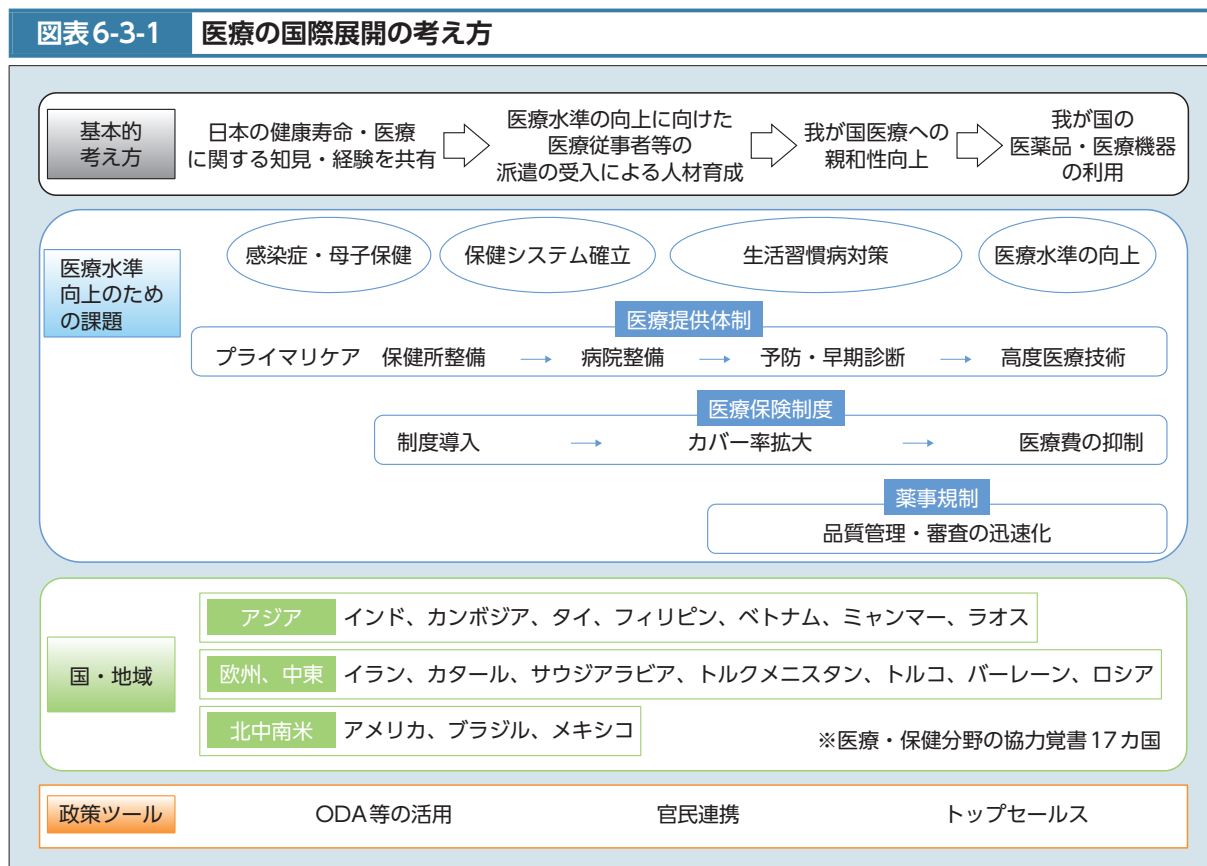 図表6-3-1 医療の国際展開の考え方
基本的
考え方
日本の健康寿命・医療
に関する知見・経験を共有
医療水準の向上に向けた
医療従事者等の
派遣の受入による人材育成
我が国医療への
親和性向上
我が国の
医薬品・医療機器
の利用
医療水準
向上のため
の課題
感染症・母子保健
保健システム確立
生活習慣病対策
医療水準の向上
医療提供体制
プライマリケア 保健所整備 → 病院整備 → 予防・早期診断 → 高度医療技術
医療保険制度
制度導入 → カバー率拡大 → 医療費の抑制
薬事規制
品質管理・審査の迅速化
国・地域
アジア インド、カンボジア、タイ、フィリピン、ベトナム、ミャンマー、ラオス
欧州、中東 イラン、カタール、サウジアラビア、トルクメニスタン、トルコ、バーレーン、ロシア
北中南米 アメリカ、ブラジル、メキシコ
※医療・保健分野の協力覚書17カ国
政策ツール ODA等の活用 官民連携 トップセールス